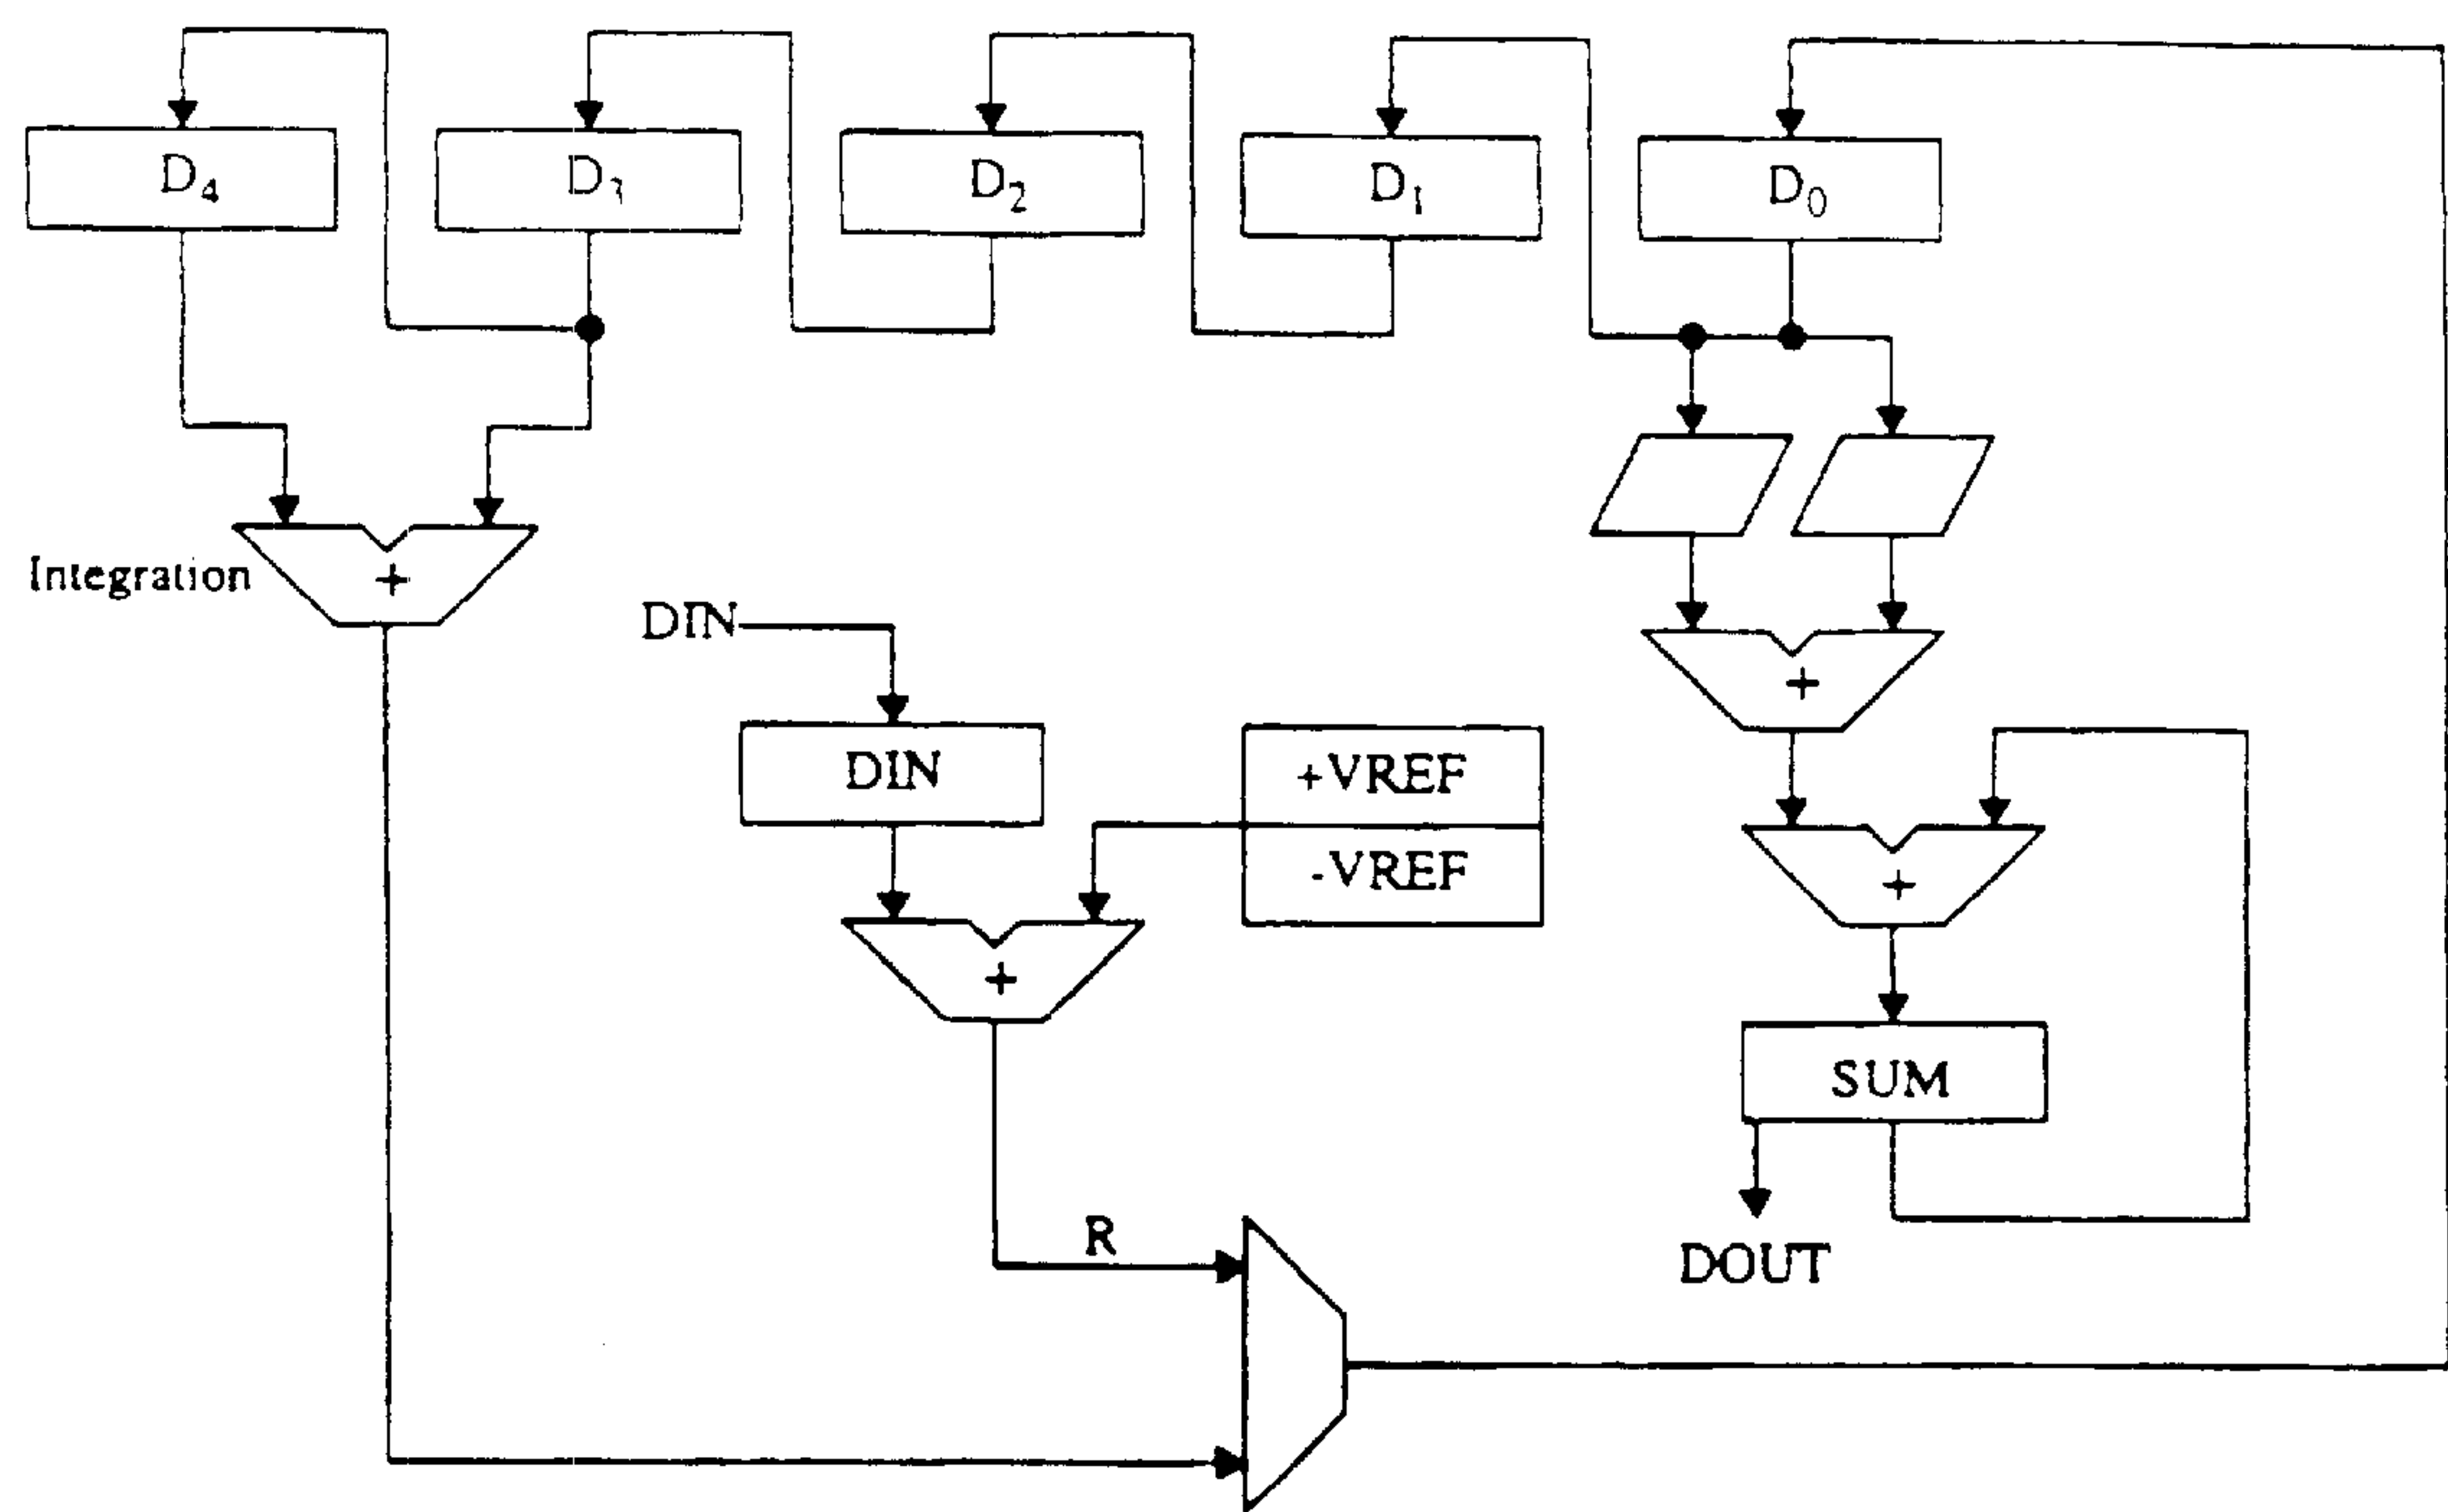 D₄
D₃
D₂
D₁
D₀
Integration
+
DIN
+
DIN
+VREF
-VREF
+
+
SUM
R
DOUT